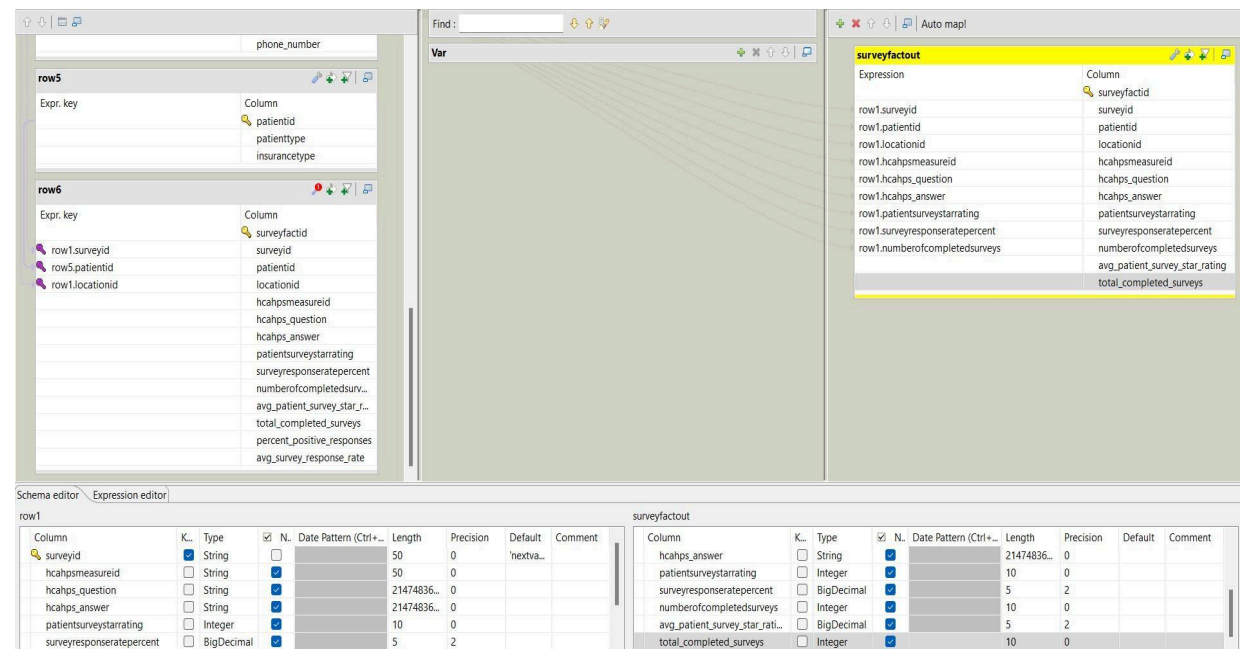 Find :
Auto map!
phone_number
row5
Expr. key Column
patientid
patienttype
insurancetype
row6
Expr. key Column
surveyfactid
row1.surveyid surveyid
row5.patientid patientid
row1.locationid locationid
hcahpsmeasureid
hcahps_question
hcahps_answer
patientsurveystarrating
surveyresponseratepercent
numberofcompletedsurv...
avg_patient_survey_star_r...
total_completed_surveys
percent_positive_responses
avg_survey_response_rate
Var
surveyfactout
Expression Column
surveyfactid
row1.surveyid surveyid
row1.patientid patientid
row1.locationid locationid
row1.hcahpsmeasureid hcahpsmeasureid
row1.hcahps_question hcahps_question
row1.hcahps_answer hcahps_answer
row1.patientsurveystarrating patientsurveystarrating
row1.surveyresponseratepercent surveyresponseratepercent
row1.numberofcompletedsurveys numberofcompletedsurveys
avg_patient_survey_star_rating
total_completed_surveys
Schema editor Expression editor
row1
Column K... Type N.. Date Pattern (Ctrl+... Length Precision Default Comment
surveyid String 50 0 'nextva...
hcahpsmeasureid String 50 0
hcahps_question String 21474836... 0
hcahps_answer String 21474836... 0
patientsurveystarrating Integer 10 0
surveyresponseratepercent BigDecimal 5 2
surveyfactout
Column K... Type N.. Date Pattern (Ctrl+... Length Precision Default Comment
hcahps_answer String 21474836... 0
patientsurveystarrating Integer 10 0
surveyresponseratepercent BigDecimal 5 2
numberofcompletedsurveys Integer 10 0
avg_patient_survey_star_rati... BigDecimal 5 2
total_completed_surveys Integer 10 0